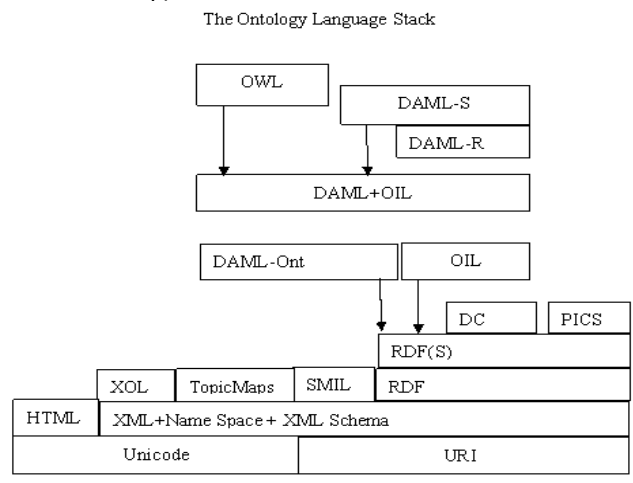 The Ontology Language Stack
OWL
DAML-S
DAML-R
DAML+OIL
DAML-Ont OIL
DC PICS
RDF(S)
XOL TopicMaps SMIL RDF
HTML XML+Name Space+ XML Schema
Unicode URI